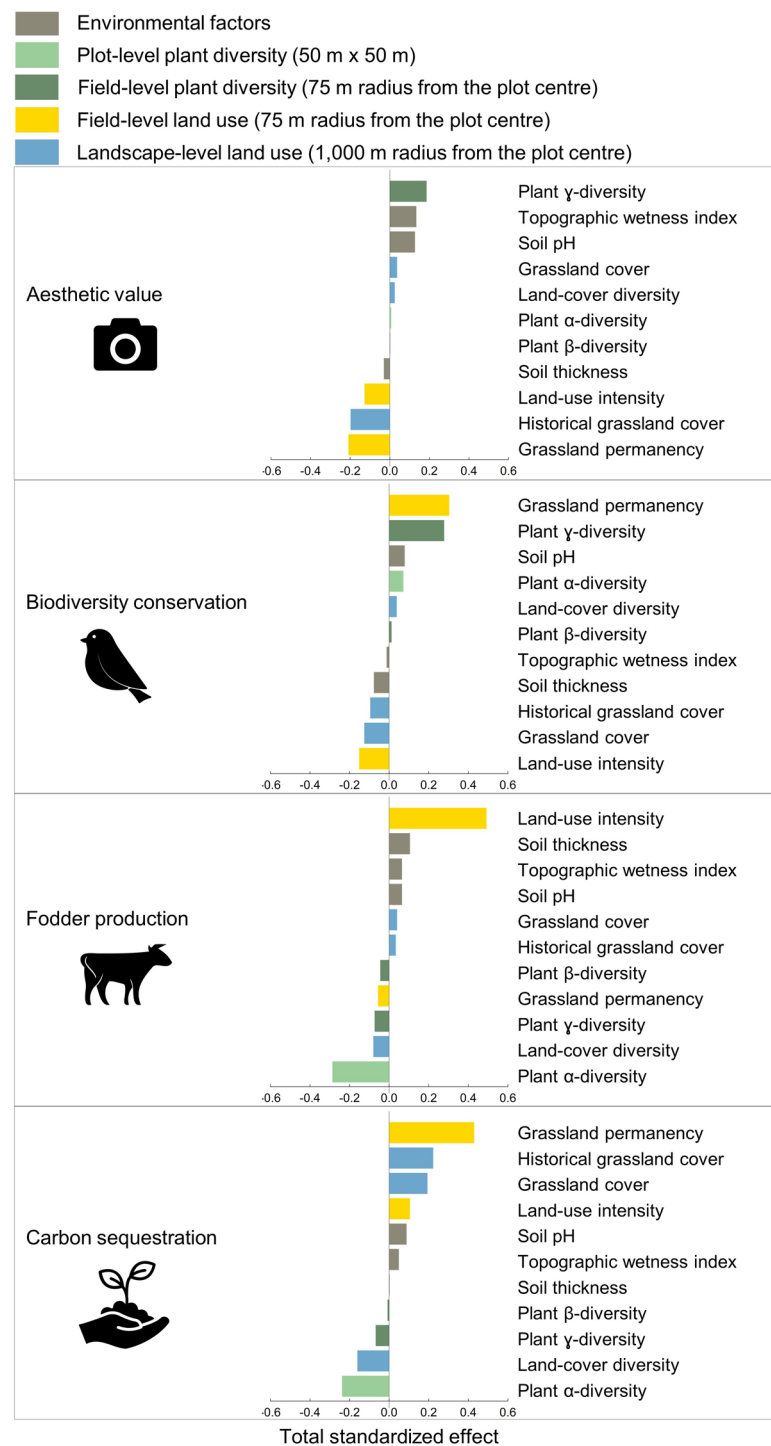 Environmental factors
Plot-level plant diversity (50 m x 50 m)
Field-level plant diversity (75 m radius from the plot centre)
Field-level land use (75 m radius from the plot centre)
Landscape-level land use (1,000 m radius from the plot centre)
Aesthetic value
Plant ɣ-diversity
Topographic wetness index
Soil pH
Grassland cover
Land-cover diversity
Plant α-diversity
Plant β-diversity
Soil thickness
Land-use intensity
Historical grassland cover
Grassland permanency
-0.6 -0.4 -0.2 0.0 0.2 0.4 0.6
Biodiversity conservation
Grassland permanency
Plant ɣ-diversity
Soil pH
Plant α-diversity
Land-cover diversity
Plant β-diversity
Topographic wetness index
Soil thickness
Historical grassland cover
Grassland cover
Land-use intensity
-0.6 -0.4 -0.2 0.0 0.2 0.4 0.6
Fodder production
Land-use intensity
Soil thickness
Topographic wetness index
Soil pH
Grassland cover
Historical grassland cover
Plant β-diversity
Grassland permanency
Plant ɣ-diversity
Land-cover diversity
Plant α-diversity
-0.6 -0.4 -0.2 0.0 0.2 0.4 0.6
Carbon sequestration
Grassland permanency
Historical grassland cover
Grassland cover
Land-use intensity
Soil pH
Topographic wetness index
Soil thickness
Plant β-diversity
Plant ɣ-diversity
Land-cover diversity
Plant α-diversity
-0.6 -0.4 -0.2 0.0 0.2 0.4 0.6
Total standardized effect